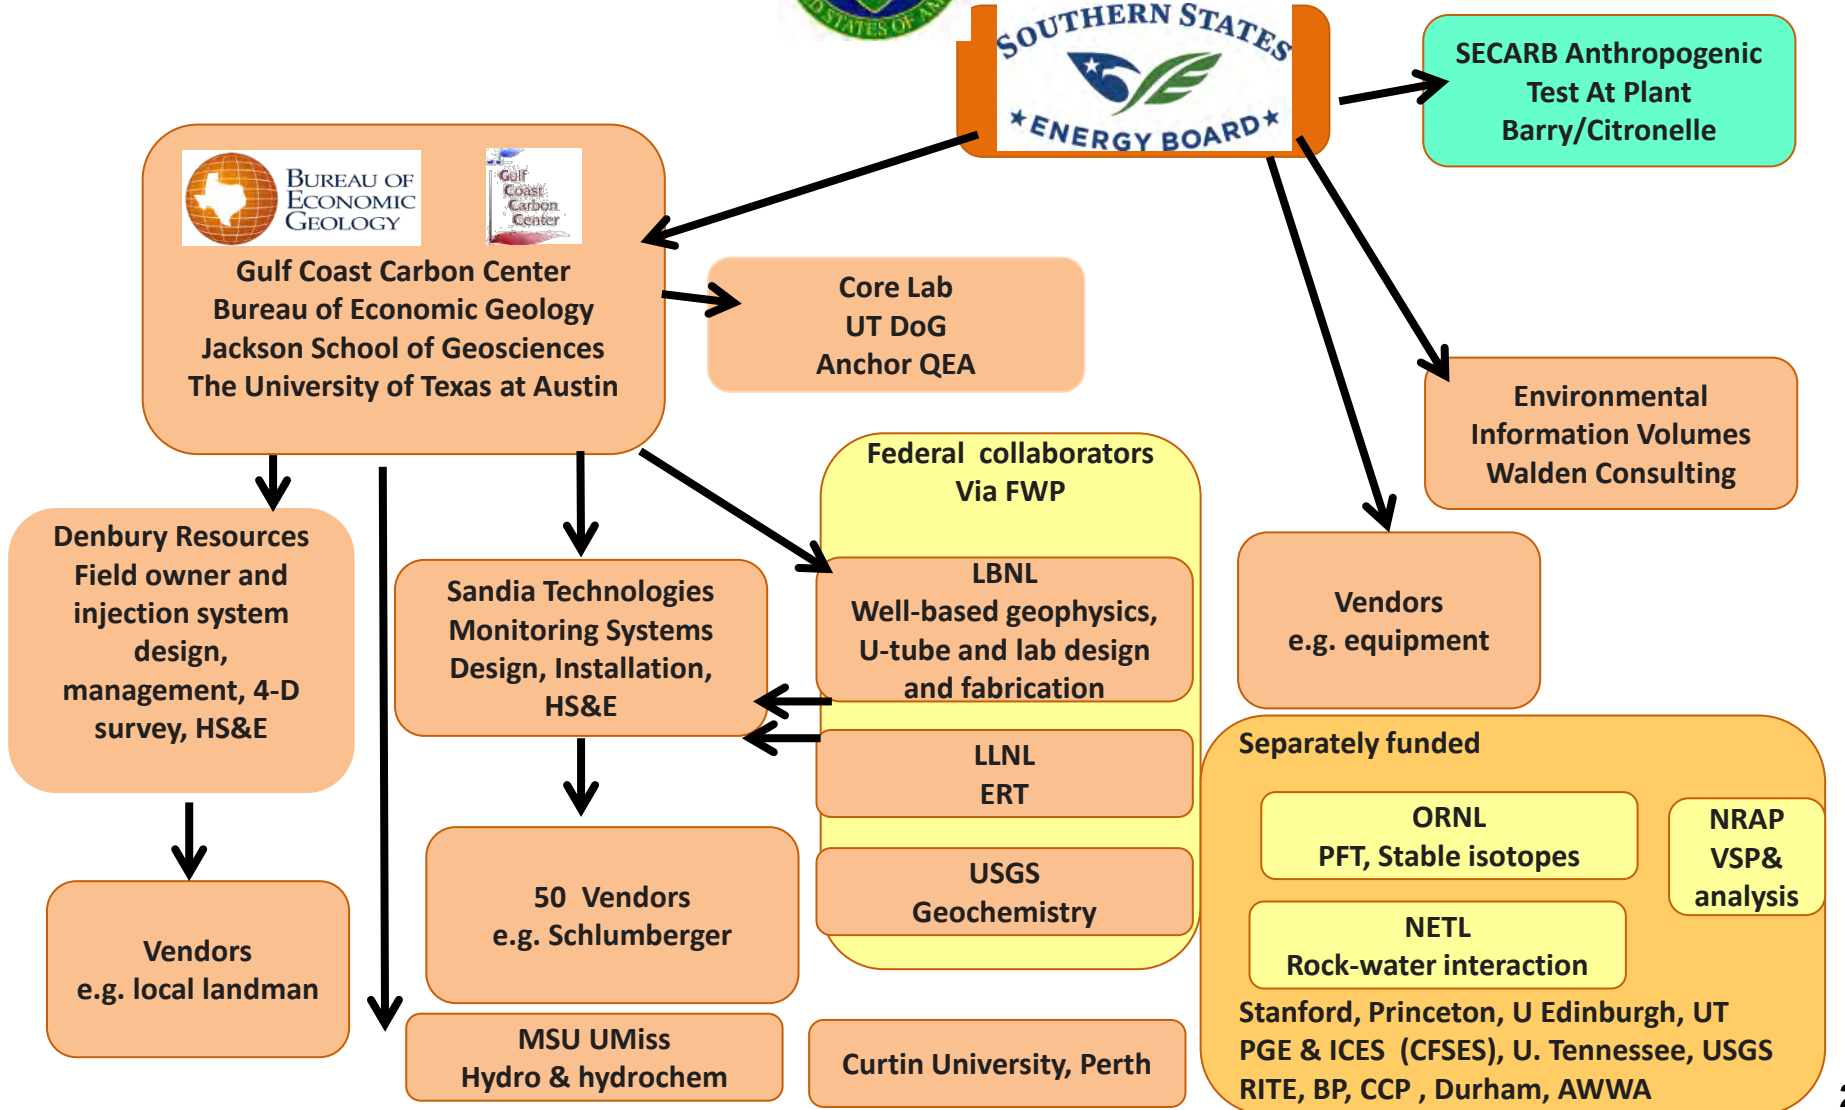 D STATES OF AM
SOUTHERN STATES
ENERGY BOARD
SECARB Anthropogenic
Test At Plant
Barry/Citronelle
BUREAU OF
ECONOMIC
GEOLOGY
Gulf
Coast
Carbon
Center
Gulf Coast Carbon Center
Bureau of Economic Geology
Jackson School of Geosciences
The University of Texas at Austin
Core Lab
UT DoG
Anchor QEA
Environmental
Information Volumes
Walden Consulting
Federal collaborators
Via FWP
Denbury Resources
Field owner and
injection system
design,
management, 4-D
survey, HS&E
Sandia Technologies
Monitoring Systems
Design, Installation,
HS&E
LBNL
Well-based geophysics,
U-tube and lab design
and fabrication
Vendors
e.g. equipment
LLNL
ERT
Separately funded
ORNL
PFT, Stable isotopes
NRAP
VSP&
analysis
50 Vendors
e.g. Schlumberger
USGS
Geochemistry
NETL
Rock-water interaction
Vendors
e.g. local landman
Stanford, Princeton, U Edinburgh, UT
PGE & ICES (CFSES), U. Tennessee, USGS
RITE, BP, CCP , Durham, AWWA
MSU UMiss
Hydro & hydrochem
Curtin University, Perth